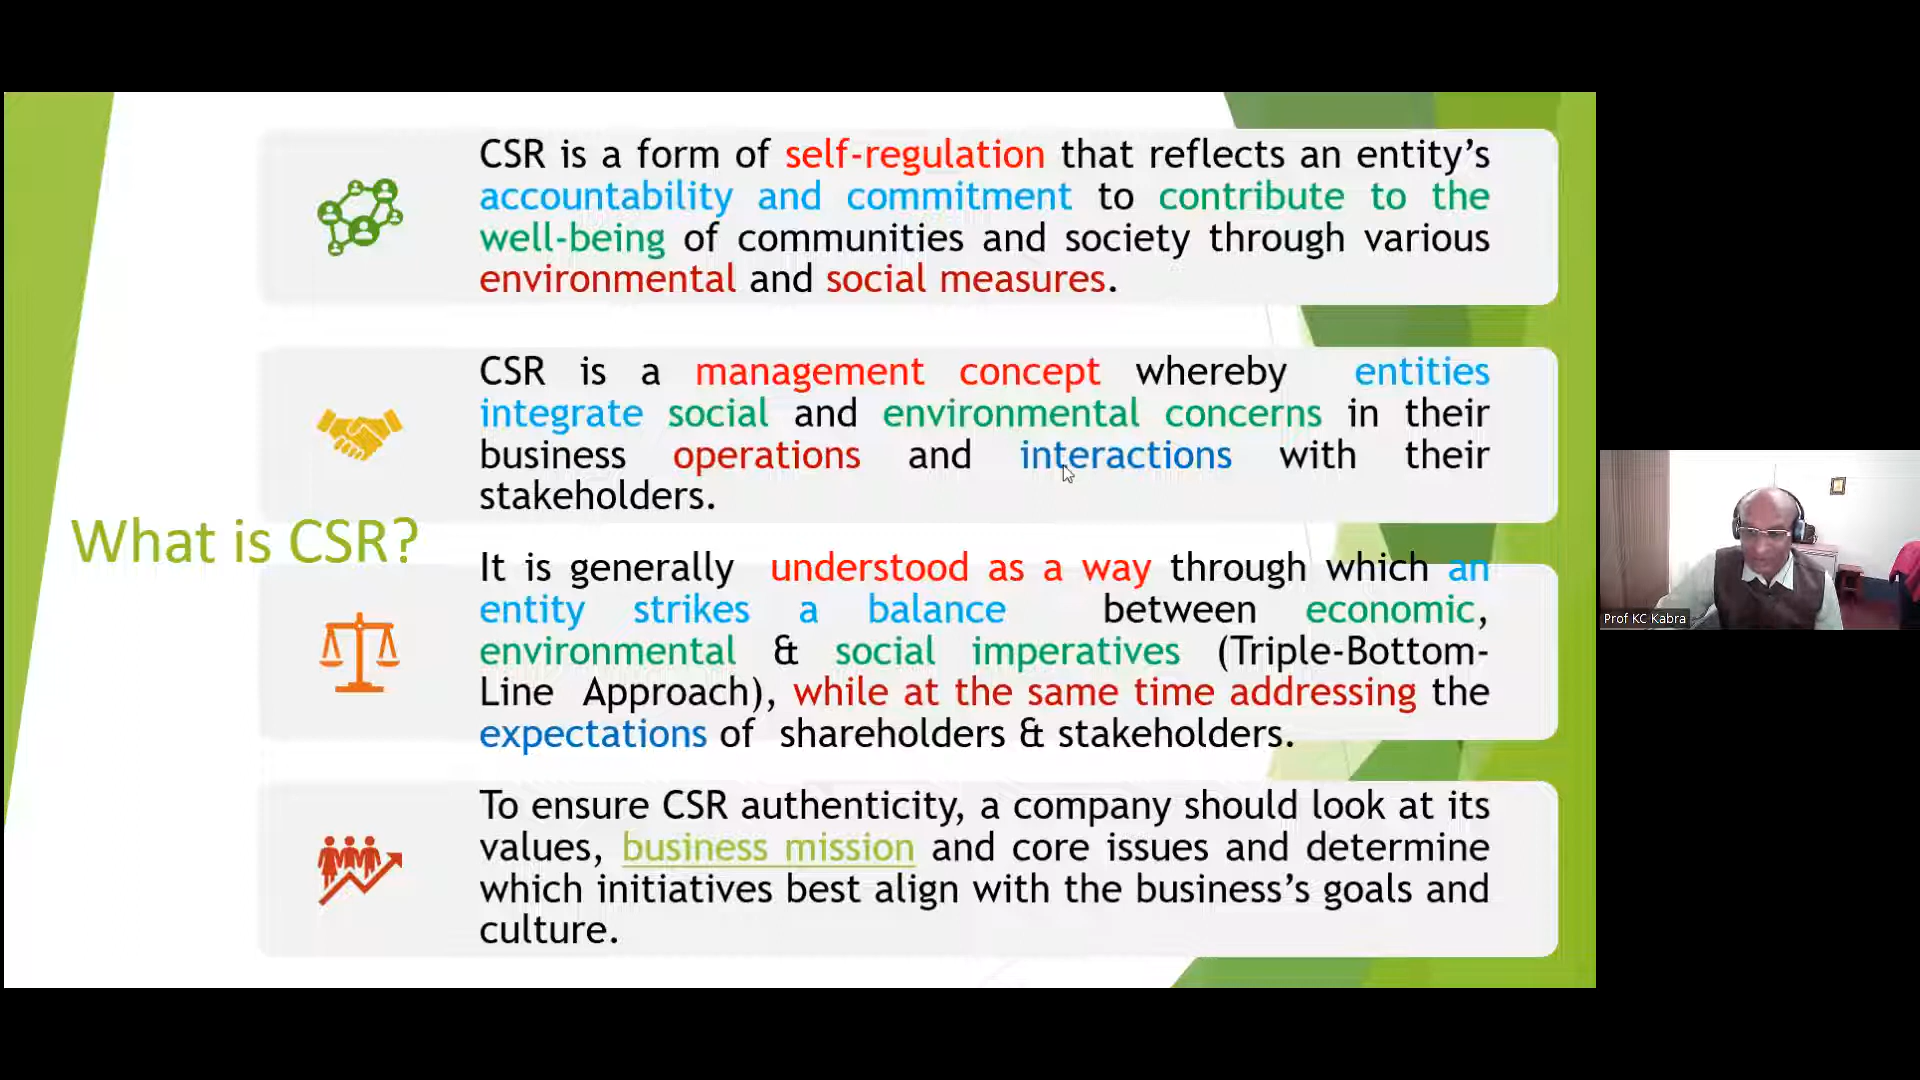 What is CSR?
CSR is a form of self-regulation that reflects an entity’s
accountability and commitment to contribute to the
well-being of communities and society through various
environmental and social measures.
CSR is a management concept whereby entities
integrate social and environmental concerns in their
business operations and interactions with their
stakeholders.
It is generally understood as a way through which an
entity strikes a balance between economic,
environmental & social imperatives (Triple-Bottom-
Line Approach), while at the same time addressing the
expectations of shareholders & stakeholders.
To ensure CSR authenticity, a company should look at its
values, business mission and core issues and determine
which initiatives best align with the business’s goals and
culture.
Prof KC Kabra